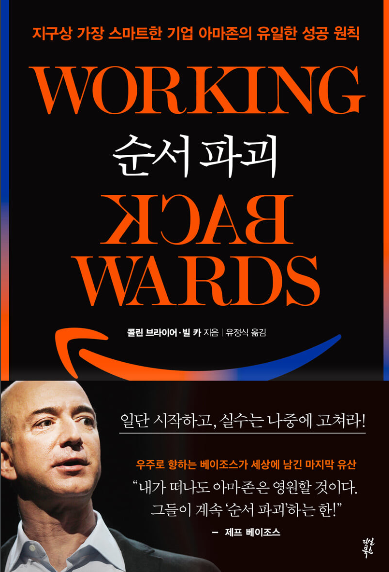 지구상 가장 스마트한 기업 아마존의 유일한 성공 원칙
WORKING
순서 파괴
BACK
WARDS
콜린 브라이어·빌 카 지음 | 유정식 옮김
일단 시작하고, 실수는 나중에 고쳐라!
우주로 향하는 베이조스가 세상에 남긴 마지막 유산
“내가 떠나도 아마존은 영원할 것이다.
그들이 계속 ‘순서 파괴’하는 한!”
– 제프 베이조스
다산
북스